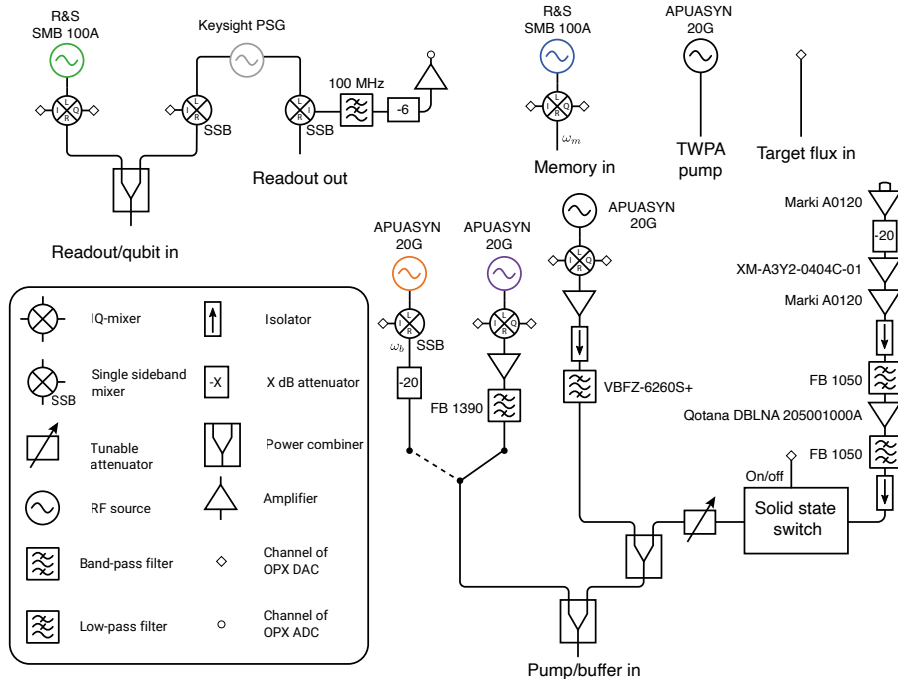 R&S
SMB 100A
Keysight PSG
R&S
SMB 100A
APUASYN
20G
L
I
Q
R
L
I
R
SSB
L
I
R
SSB
100 MHz
-6
L
I
Q
R
ω_m
Readout out
Memory in
TWPA
pump
Target flux in
Readout/qubit in
APUASYN
20G
APUASYN
20G
APUASYN
20G
L
I
R
SSB
ω_b
-20
L
I
Q
R
FB 1390
L
I
Q
R
VBFZ-6260S+
Marki A0120
-20
XM-A3Y2-0404C-01
Marki A0120
FB 1050
Qotana DBLNA 205001000A
FB 1050
On/off
Solid state
switch
Pump/buffer in
IQ-mixer
Isolator
Single sideband
mixer
SSB
-X
X dB attenuator
Tunable
attenuator
Power combiner
RF source
Amplifier
Band-pass filter
Channel of
OPX DAC
Low-pass filter
Channel of
OPX ADC